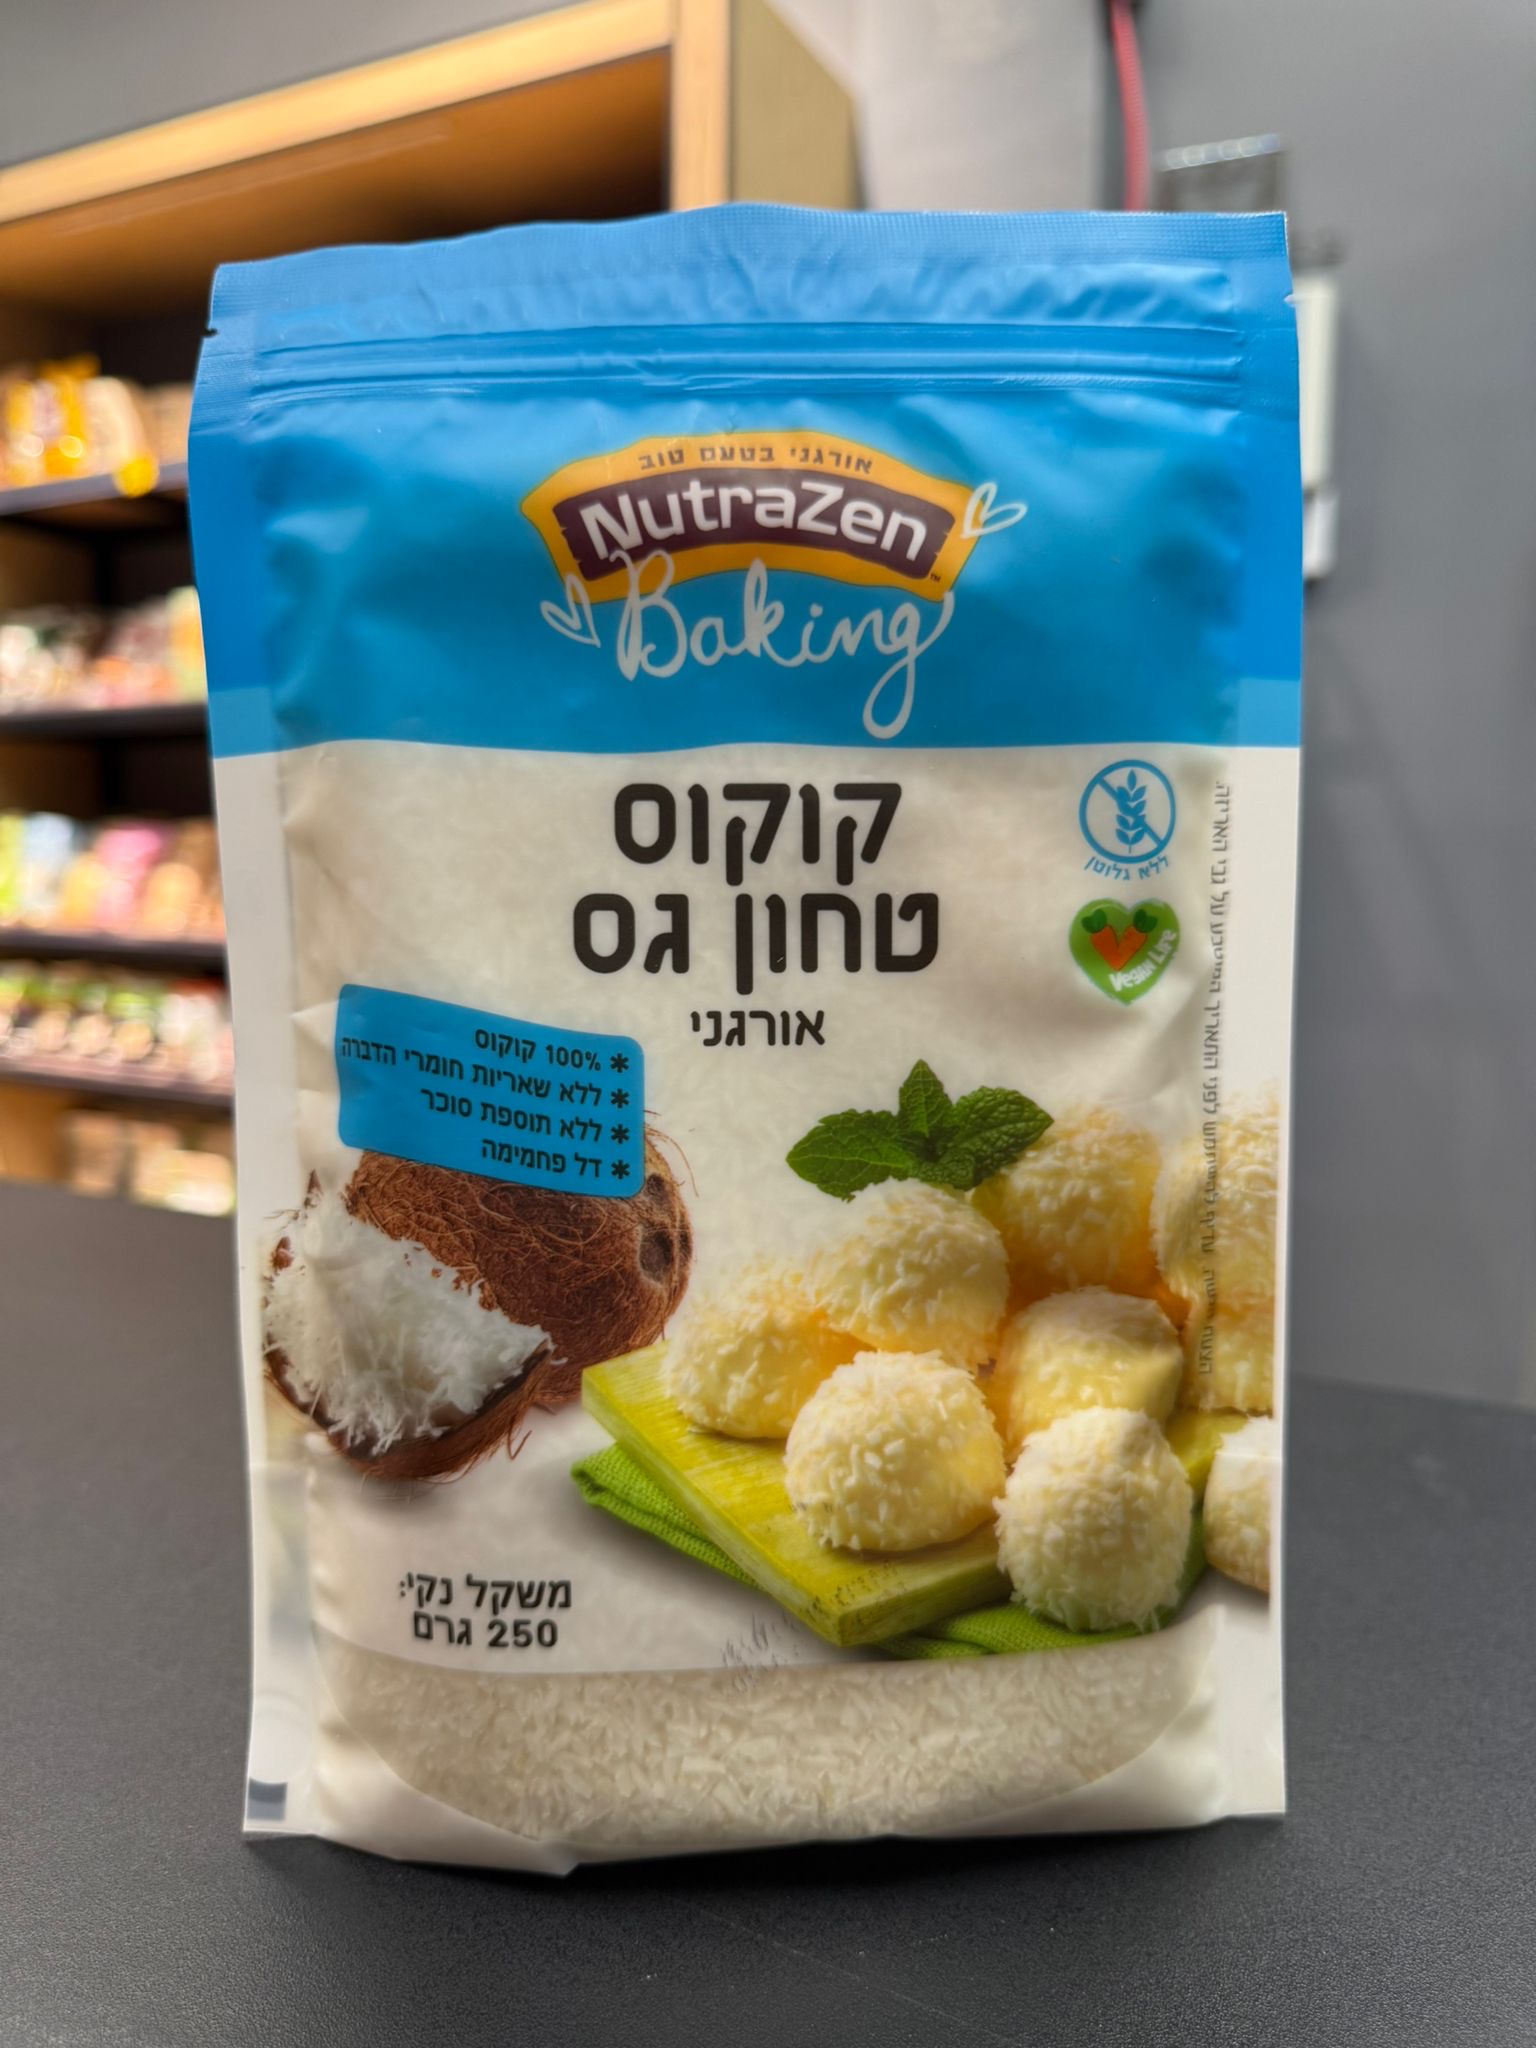 אורגני בטעם טוב
NutraZen
TM
Baking
קוקוס
טחון גס
אורגני
ללא גלוטן
Vegan Life
* 100% קוקוס
* ללא שאריות חומרי הדברה
* ללא תוספת סוכר
* דל פחמימה
משקל נקי:
250 גרם